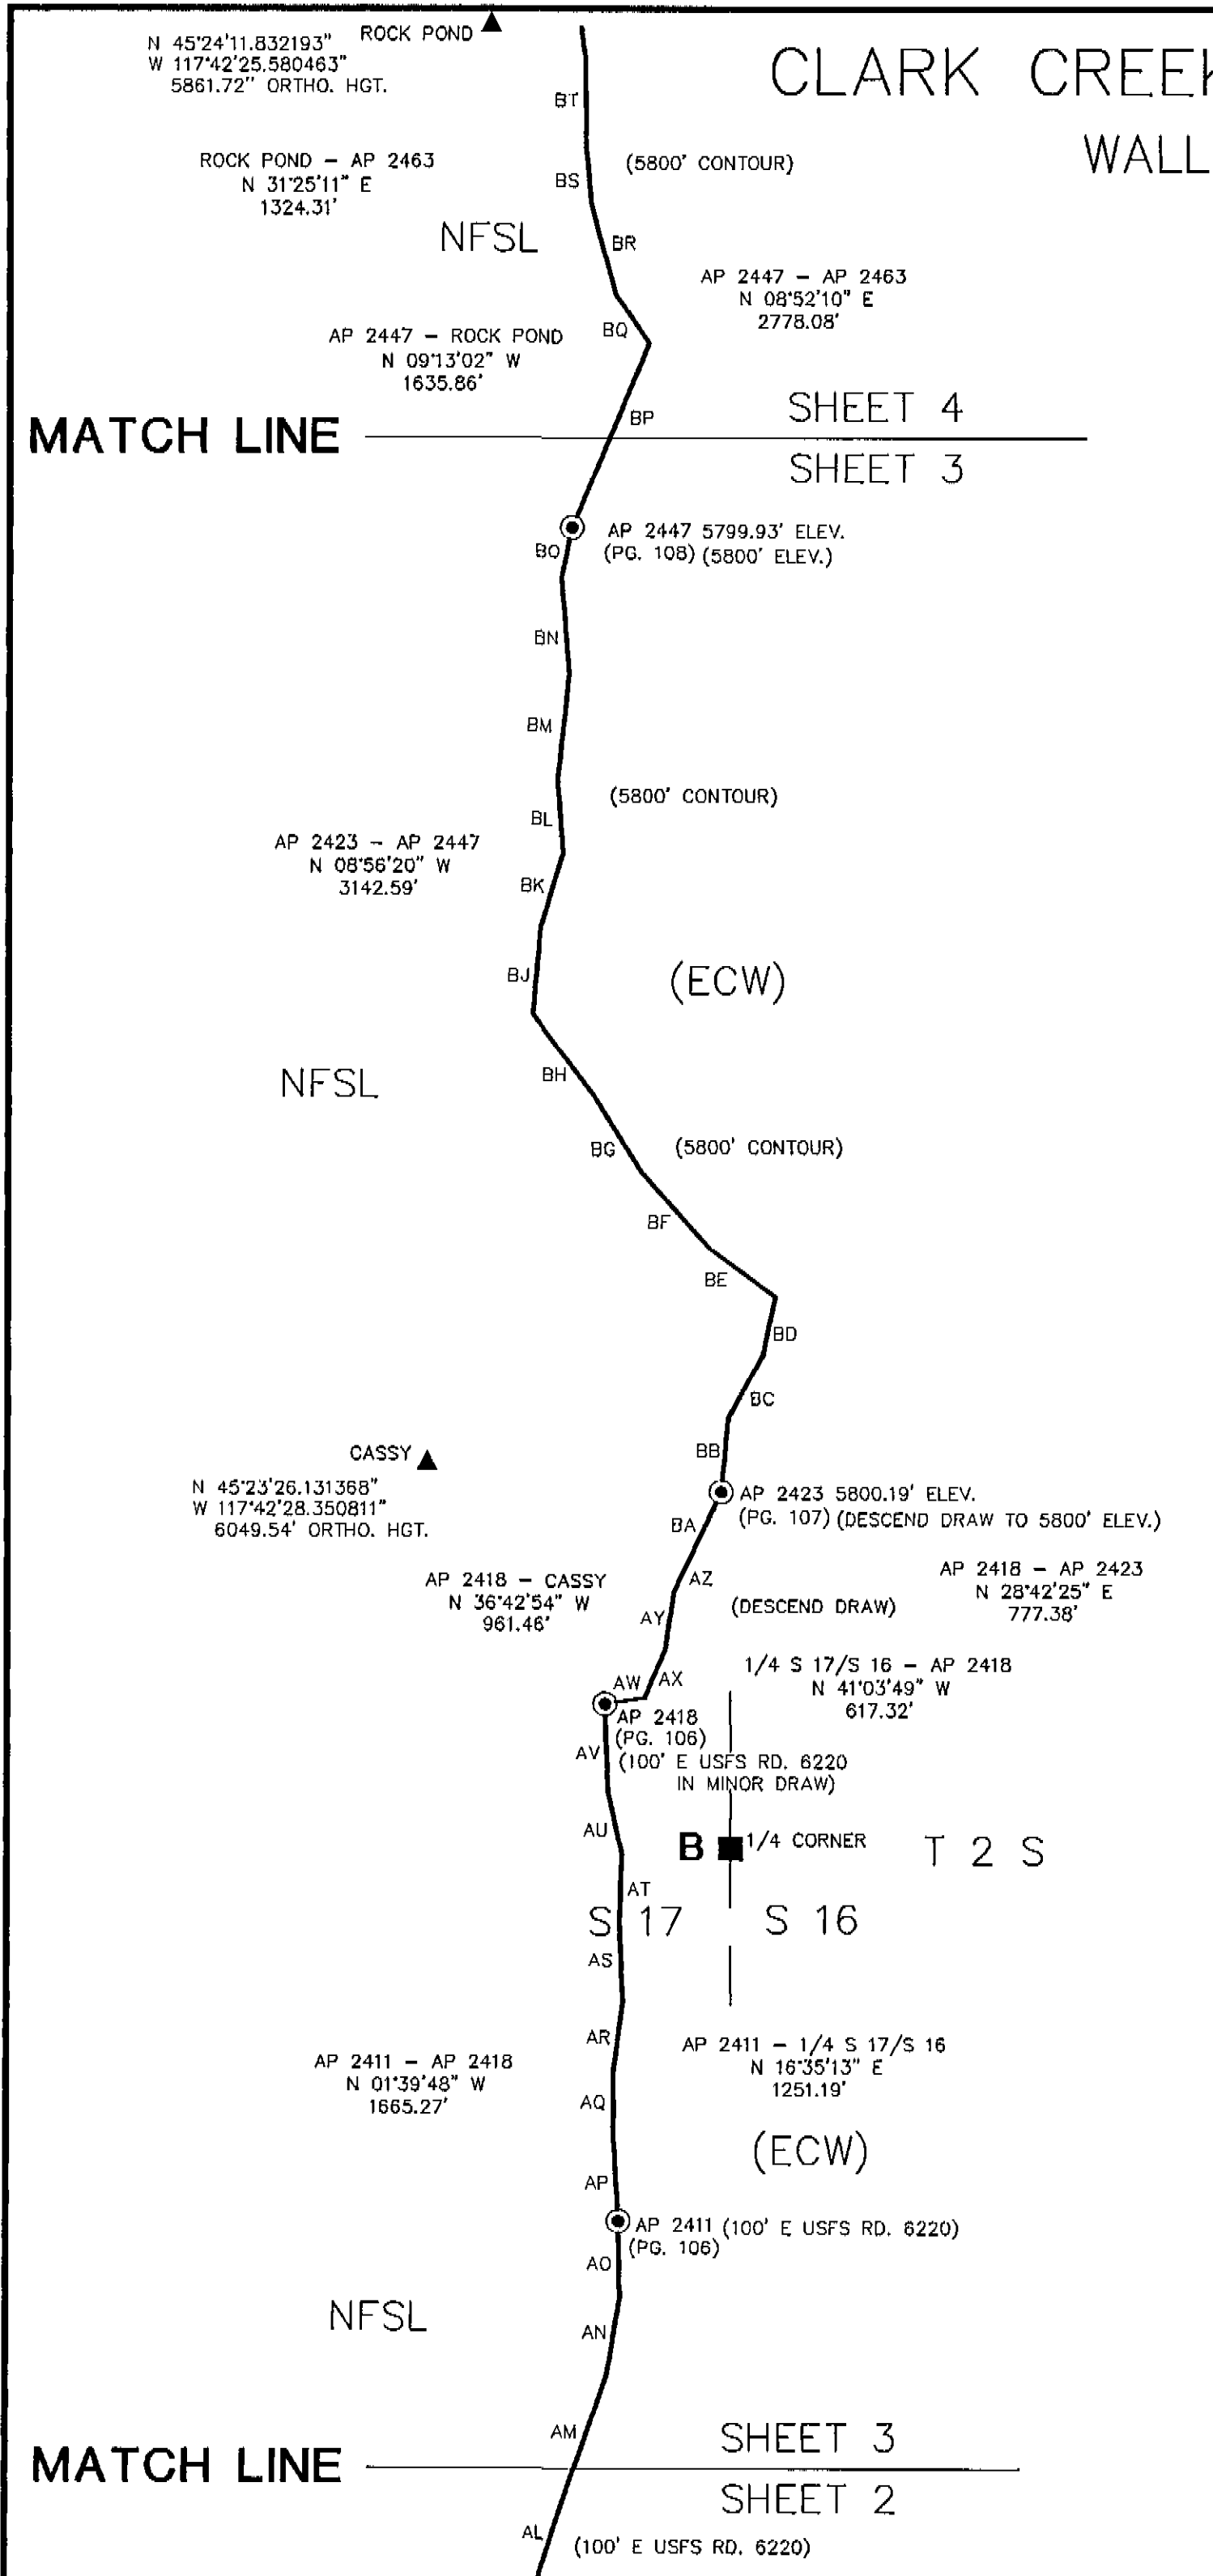 ROCK POND
N 45°24'11.832193"
W 117°42'25.580463"
5861.72" ORTHO. HGT.
CLARK CREEK
WALL
BT
ROCK POND - AP 2463
N 31°25'11" E
1324.31'
(5800' CONTOUR)
BS
NFSL
BR
AP 2447 - AP 2463
N 08°52'10" E
2778.08'
BQ
AP 2447 - ROCK POND
N 09°13'02" W
1635.86'
BP
SHEET 4
MATCH LINE
SHEET 3
AP 2447 5799.93' ELEV.
(PG. 108) (5800' ELEV.)
BO
BN
BM
(5800' CONTOUR)
BL
AP 2423 - AP 2447
N 08°56'20" W
3142.59'
BK
BJ
(ECW)
BH
NFSL
BG
(5800' CONTOUR)
BF
BE
BD
BC
CASSY
BB
N 45°23'26.131368"
W 117°42'28.350811"
6049.54' ORTHO. HGT.
AP 2423 5800.19' ELEV.
(PG. 107) (DESCEND DRAW TO 5800' ELEV.)
BA
AP 2418 - AP 2423
N 28°42'25" E
777.38'
AP 2418 - CASSY
N 36°42'54" W
961.46'
AZ
(DESCEND DRAW)
AY
1/4 S 17/S 16 - AP 2418
N 41°03'49" W
617.32'
AW
AX
AP 2418
(PG. 106)
AV
(100' E USFS RD. 6220
IN MINOR DRAW)
AU
B
1/4 CORNER
T 2 S
AT
S 17
S 16
AS
AR
AP 2411 - 1/4 S 17/S 16
N 16°35'13" E
1251.19'
AP 2411 - AP 2418
N 01°39'48" W
1665.27'
AQ
(ECW)
AP
AP 2411 (100' E USFS RD. 6220)
(PG. 106)
AO
NFSL
AN
AM
SHEET 3
MATCH LINE
SHEET 2
AL
(100' E USFS RD. 6220)